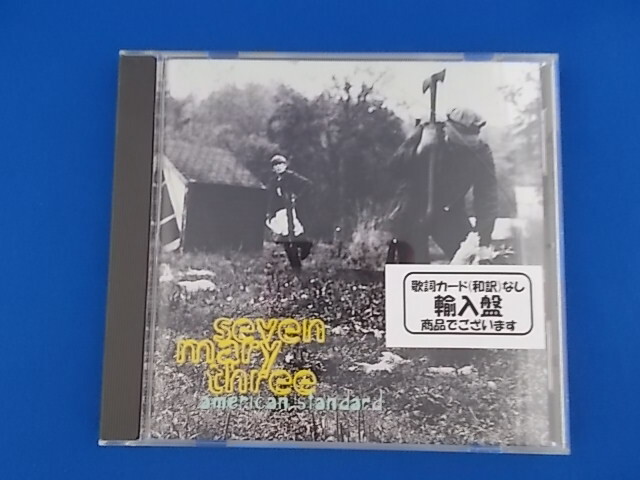 歌詞カード(和訳)なし
輸入盤
商品でございます
seven
mary
three
american standard